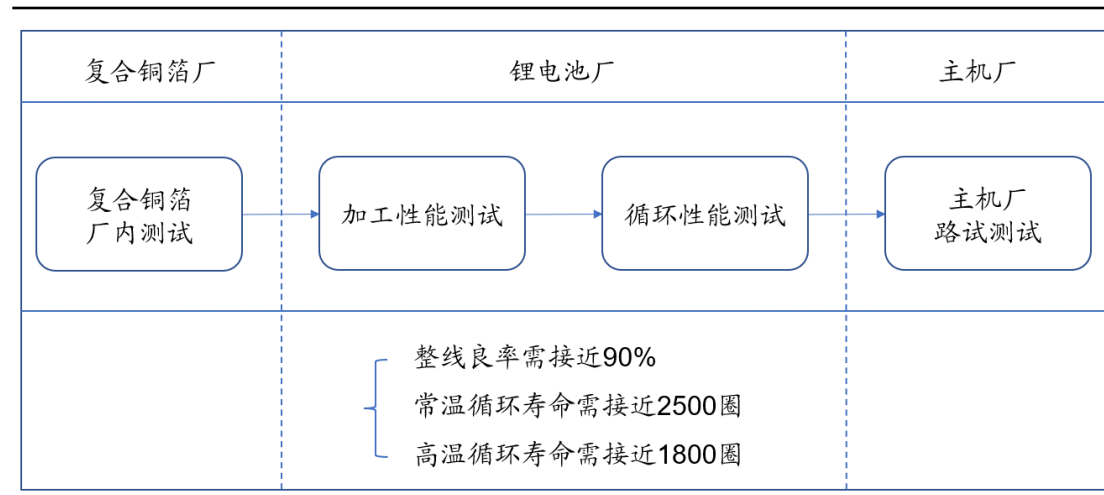 复合铜箔厂
锂电池厂
主机厂
复合铜箔
厂内测试
加工性能测试
循环性能测试
主机厂
路试测试
整线良率需接近90%
常温循环寿命需接近2500圈
高温循环寿命需接近1800圈